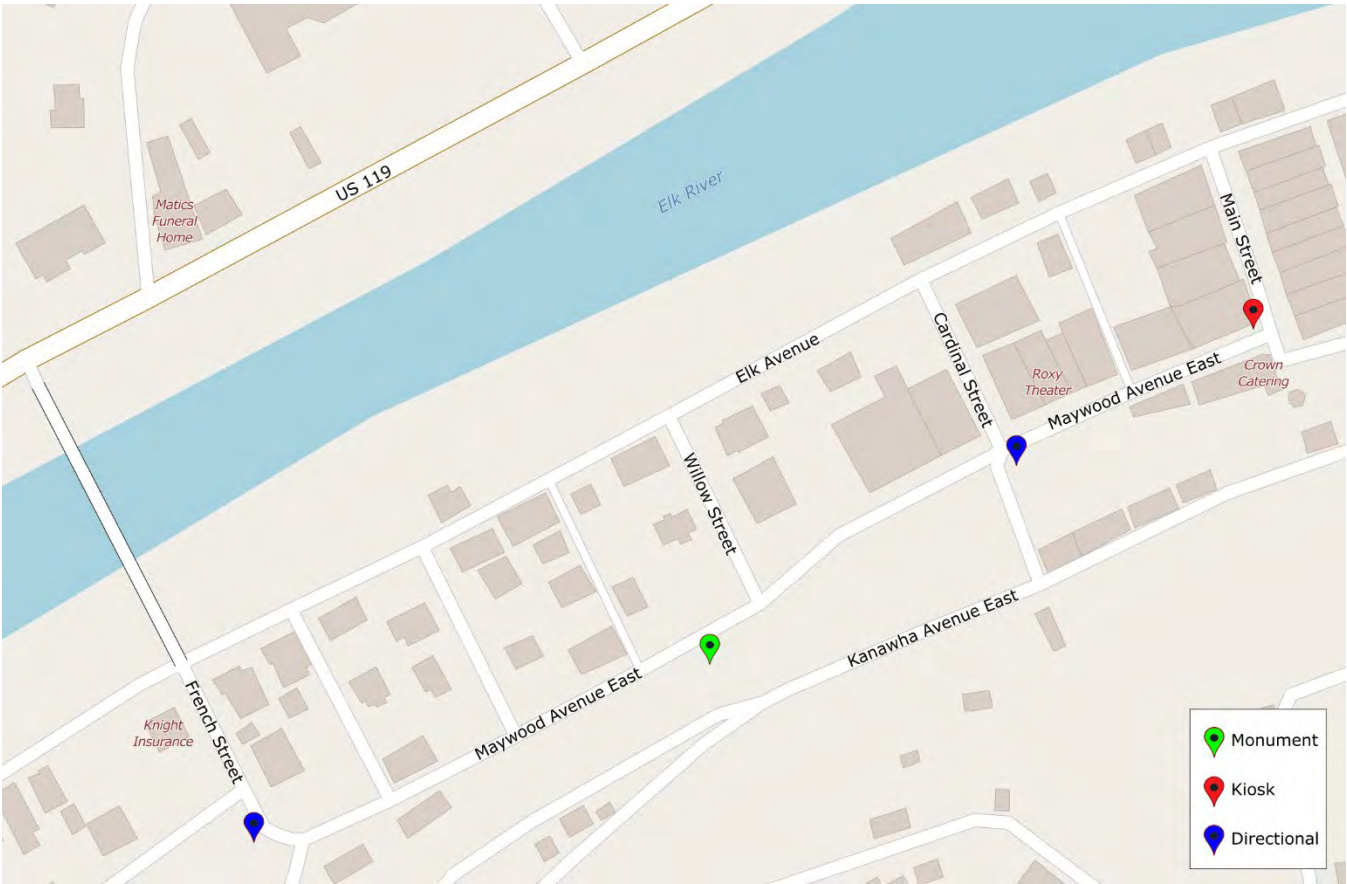 US 119
Matics
Funeral
Home
Elk River
Main Street
Elk Avenue
Cardinal Street
Roxy
Theater
Maywood Avenue East
Crown
Catering
Willow Street
Kanawha Avenue East
Maywood Avenue East
French Street
Knight
Insurance
Monument
Kiosk
Directional